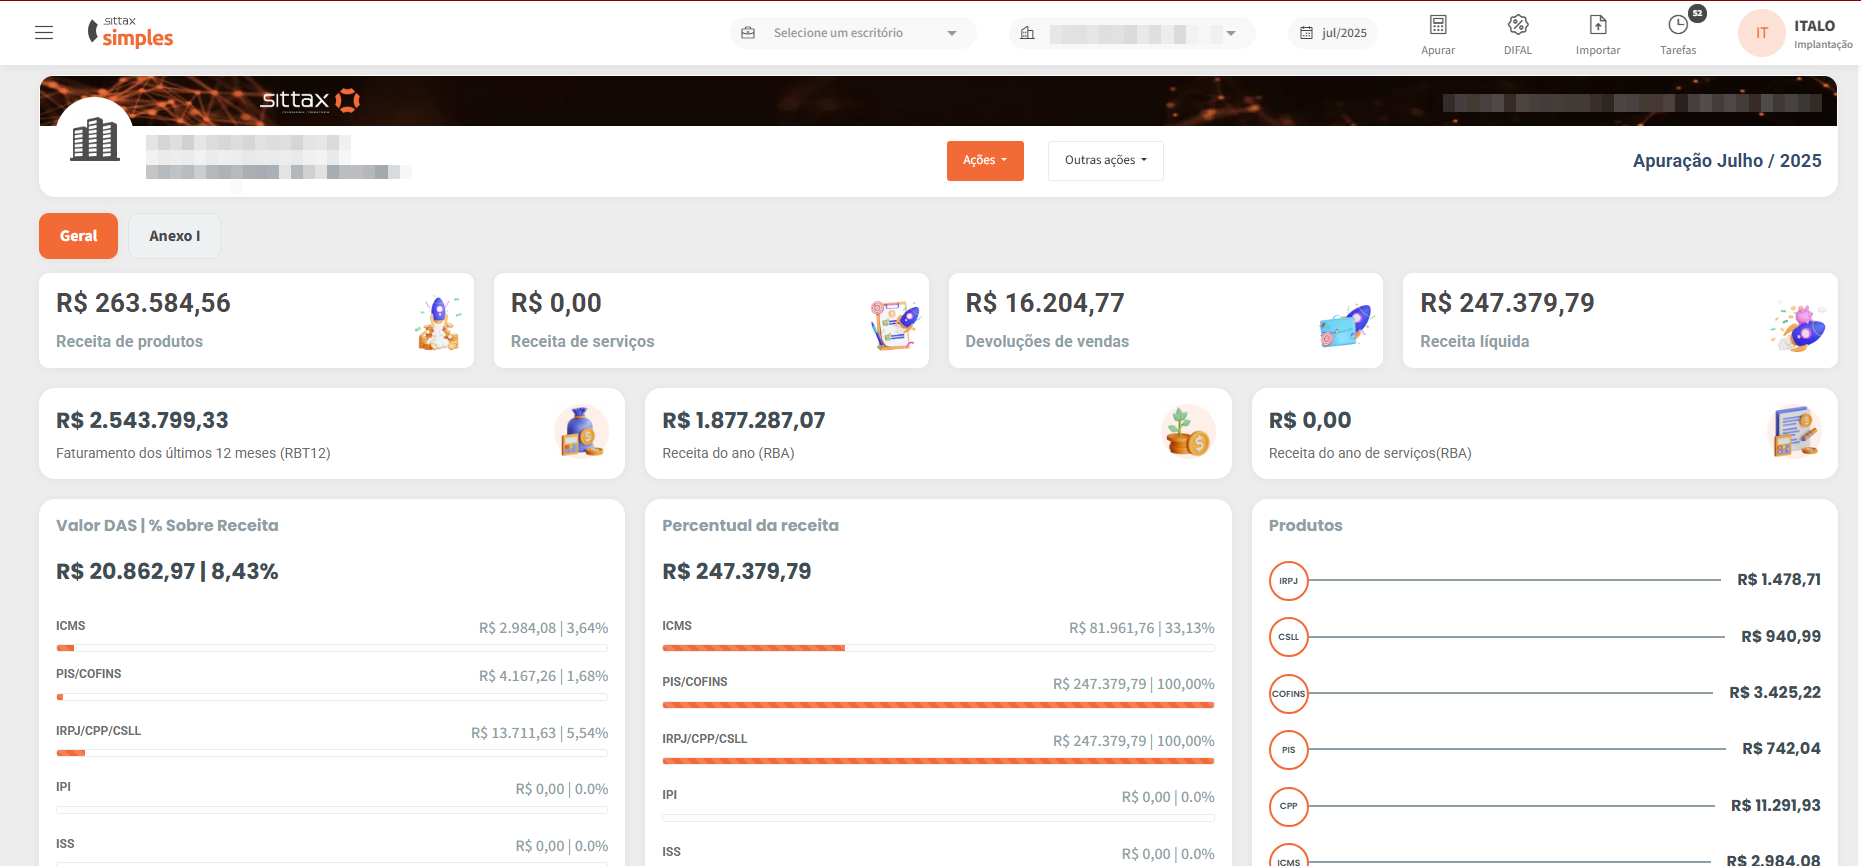 sittax
simples
Selecione um escritório
jul/2025
Apurar
DIFAL
Importar
52
Tarefas
IT
ITALO
Implantação
sittax
Ações
Outras ações
Apuração Julho / 2025
Geral
Anexo I
R$ 263.584,56
Receita de produtos
R$ 0,00
Receita de serviços
R$ 16.204,77
Devoluções de vendas
R$ 247.379,79
Receita líquida
R$ 2.543.799,33
Faturamento dos últimos 12 meses (RBT12)
R$ 1.877.287,07
Receita do ano (RBA)
R$ 0,00
Receita do ano de serviços(RBA)
Valor DAS | % Sobre Receita
R$ 20.862,97 | 8,43%
ICMS
R$ 2.984,08 | 3,64%
PIS/COFINS
R$ 4.167,26 | 1,68%
IRPJ/CPP/CSLL
R$ 13.711,63 | 5,54%
IPI
R$ 0,00 | 0.0%
ISS
R$ 0,00 | 0.0%
Percentual da receita
R$ 247.379,79
ICMS
R$ 81.961,76 | 33,13%
PIS/COFINS
R$ 247.379,79 | 100,00%
IRPJ/CPP/CSLL
R$ 247.379,79 | 100,00%
IPI
R$ 0,00 | 0.0%
ISS
R$ 0,00 | 0.0%
Produtos
IRPJ
R$ 1.478,71
CSLL
R$ 940,99
COFINS
R$ 3.425,22
PIS
R$ 742,04
CPP
R$ 11.291,93
ICMS
R$ 2.984,08